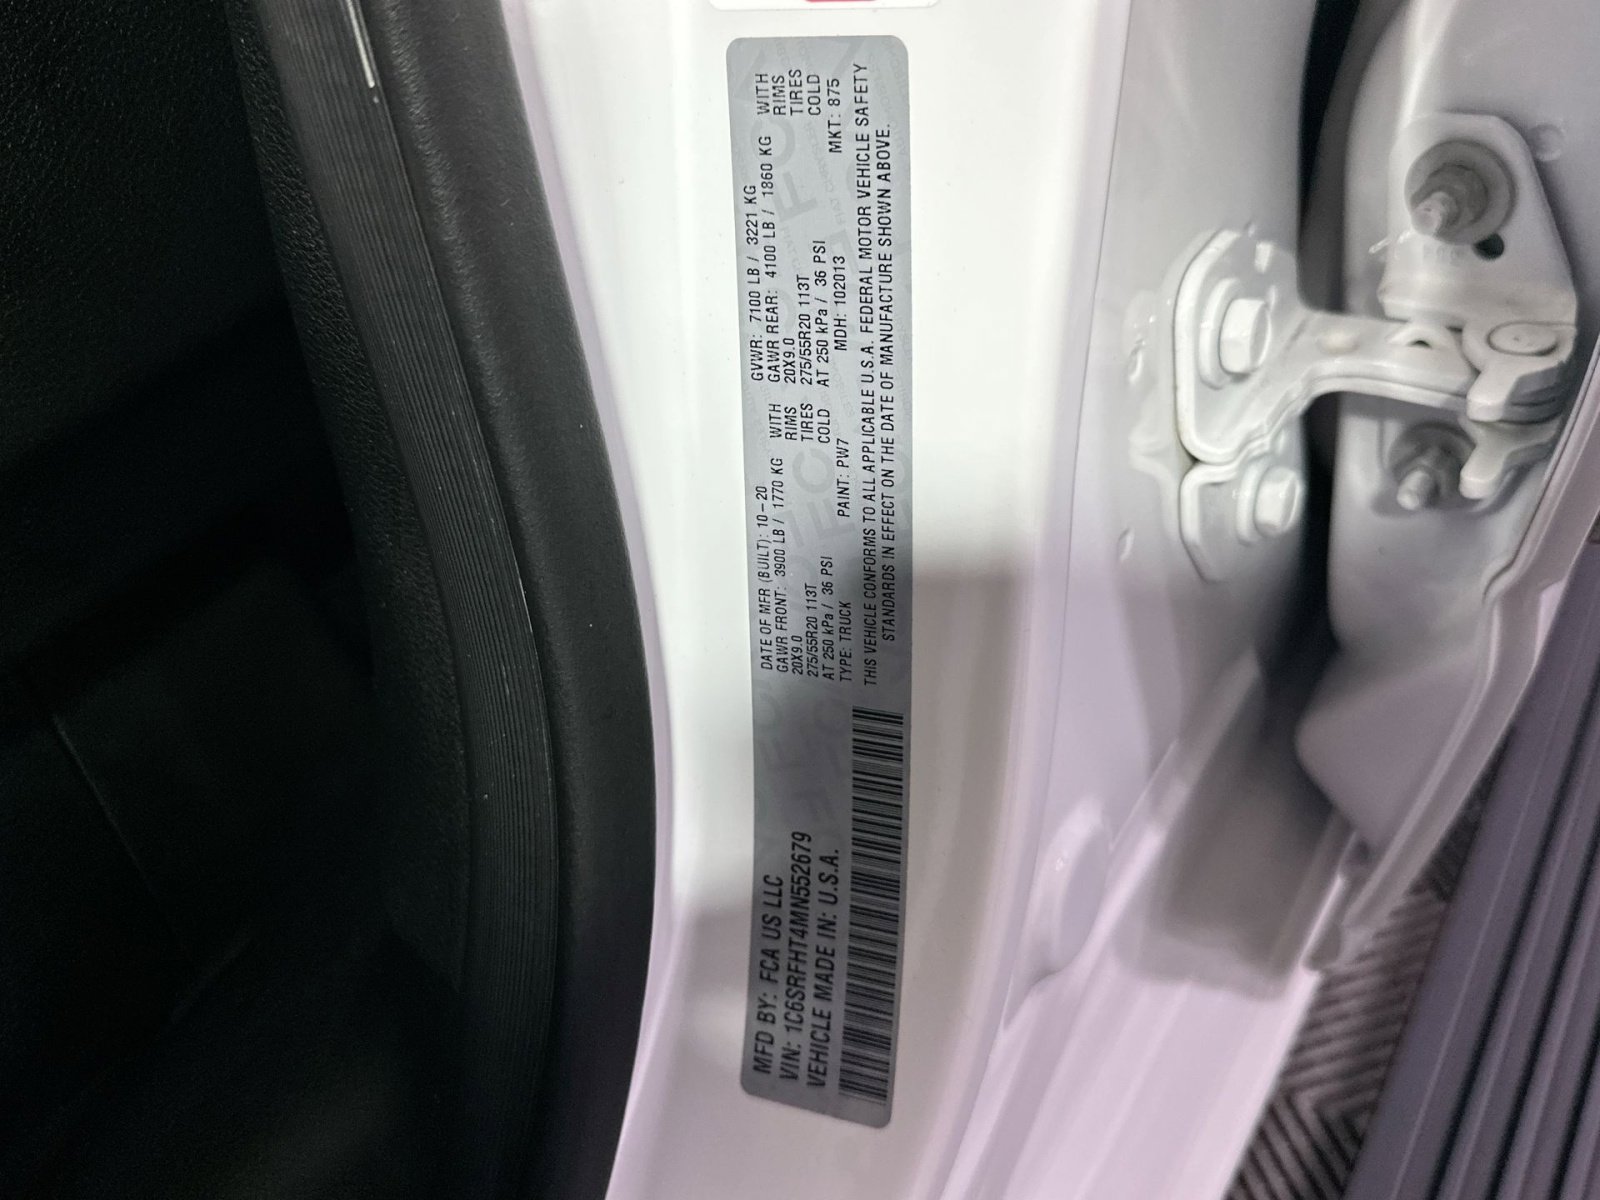 MFD BY: FCA US LLC
VIN: 1C6SRFHT4MN552679
VEHICLE MADE IN: U.S.A.
DATE OF MFR (BUILT): 10-20 GVWR: 7100 LB / 3221 KG
GAWR FRONT: 3900 LB / 1770 KG WITH GAWR REAR: 4100 LB / 1860 KG WITH
20X9.0 RIMS 20X9.0 RIMS
275/55R20 113T TIRES 275/55R20 113T TIRES
AT 250 kPa / 36 PSI COLD AT 250 kPa / 36 PSI COLD
TYPE: TRUCK PAINT: PW7 MDH: 102013 MKT: 875
THIS VEHICLE CONFORMS TO ALL APPLICABLE U.S.A. FEDERAL MOTOR VEHICLE SAFETY
STANDARDS IN EFFECT ON THE DATE OF MANUFACTURE SHOWN ABOVE.